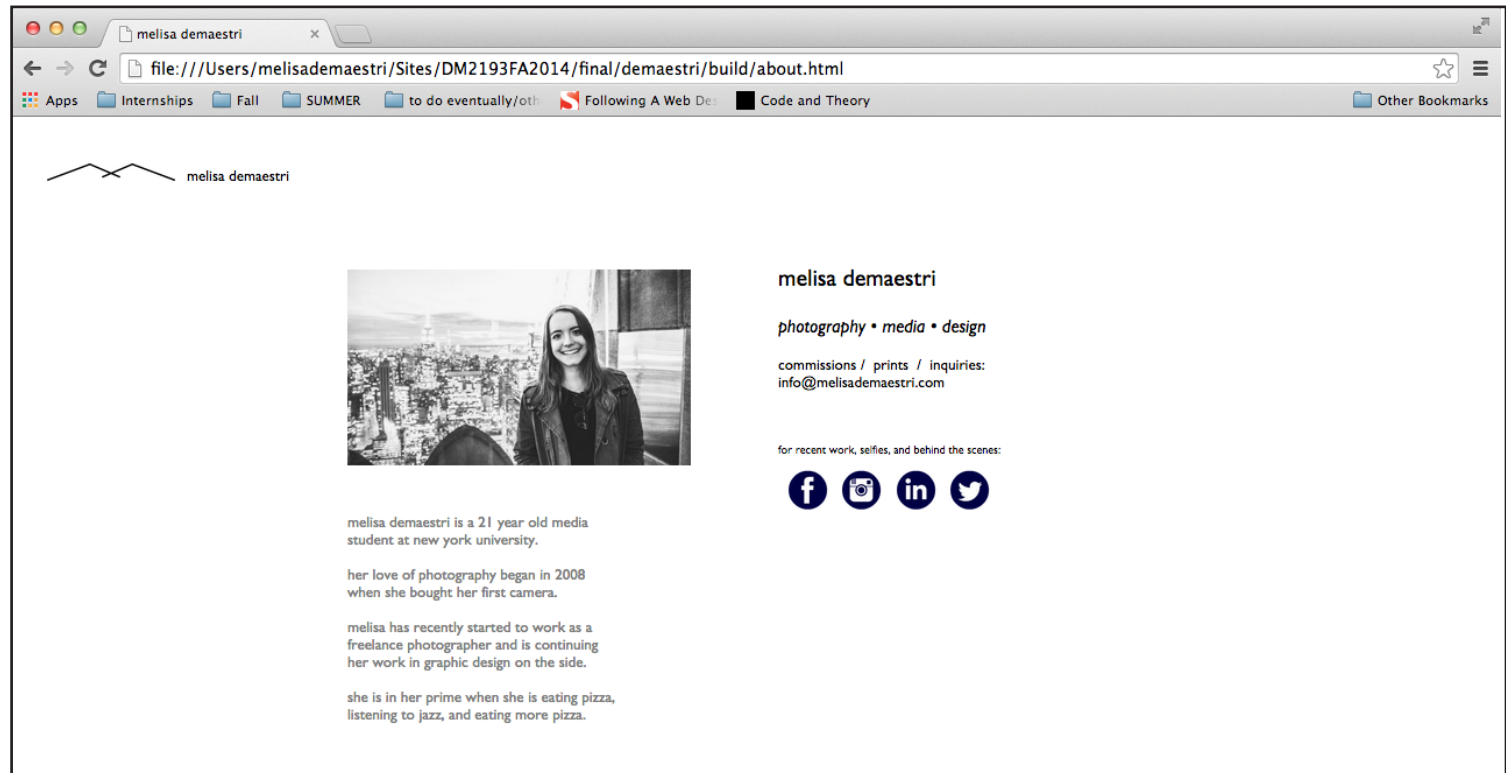 melisa demaestri
file:///Users/melisademaestri/Sites/DM2193FA2014/final/demaestri/build/about.html
Apps Internships Fall SUMMER to do eventually/oth Following A Web Des Code and Theory Other Bookmarks
melisa demaestri
melisa demaestri
photography • media • design
commissions / prints / inquiries:
info@melisademaestri.com
for recent work, selfies, and behind the scenes:
melisa demaestri is a 21 year old media
student at new york university.
her love of photography began in 2008
when she bought her first camera.
melisa has recently started to work as a
freelance photographer and is continuing
her work in graphic design on the side.
she is in her prime when she is eating pizza,
listening to jazz, and eating more pizza.